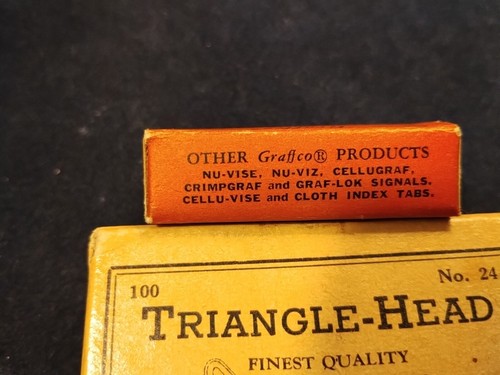 OTHER Graffco® PRODUCTS
NU-VISE, NU-VIZ, CELLUGRAF,
CRIMPGRAF and GRAF-LOK SIGNALS.
CELLU-VISE and CLOTH INDEX TABS.
100 No. 24
TRIANGLE-HEAD
FINEST QUALITY